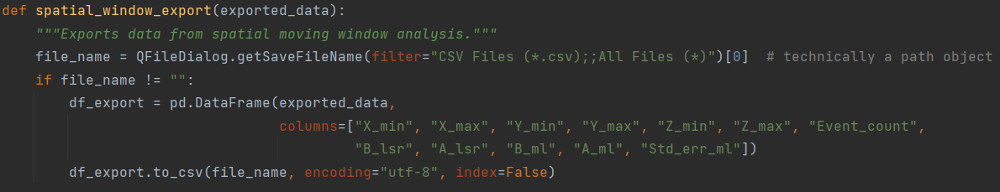 def spatial_window_export(exported_data):
    """Exports data from spatial moving window analysis."""
    file_name = QFileDialog.getSaveFileName(filter="CSV Files (*.csv);;All Files (*)")[0]  # technically a path object
    if file_name != "":
        df_export = pd.DataFrame(exported_data,
                                 columns=["X_min", "X_max", "Y_min", "Y_max", "Z_min", "Z_max", "Event_count",
                                          "B_lsr", "A_lsr", "B_ml", "A_ml", "Std_err_ml"])
        df_export.to_csv(file_name, encoding="utf-8", index=False)